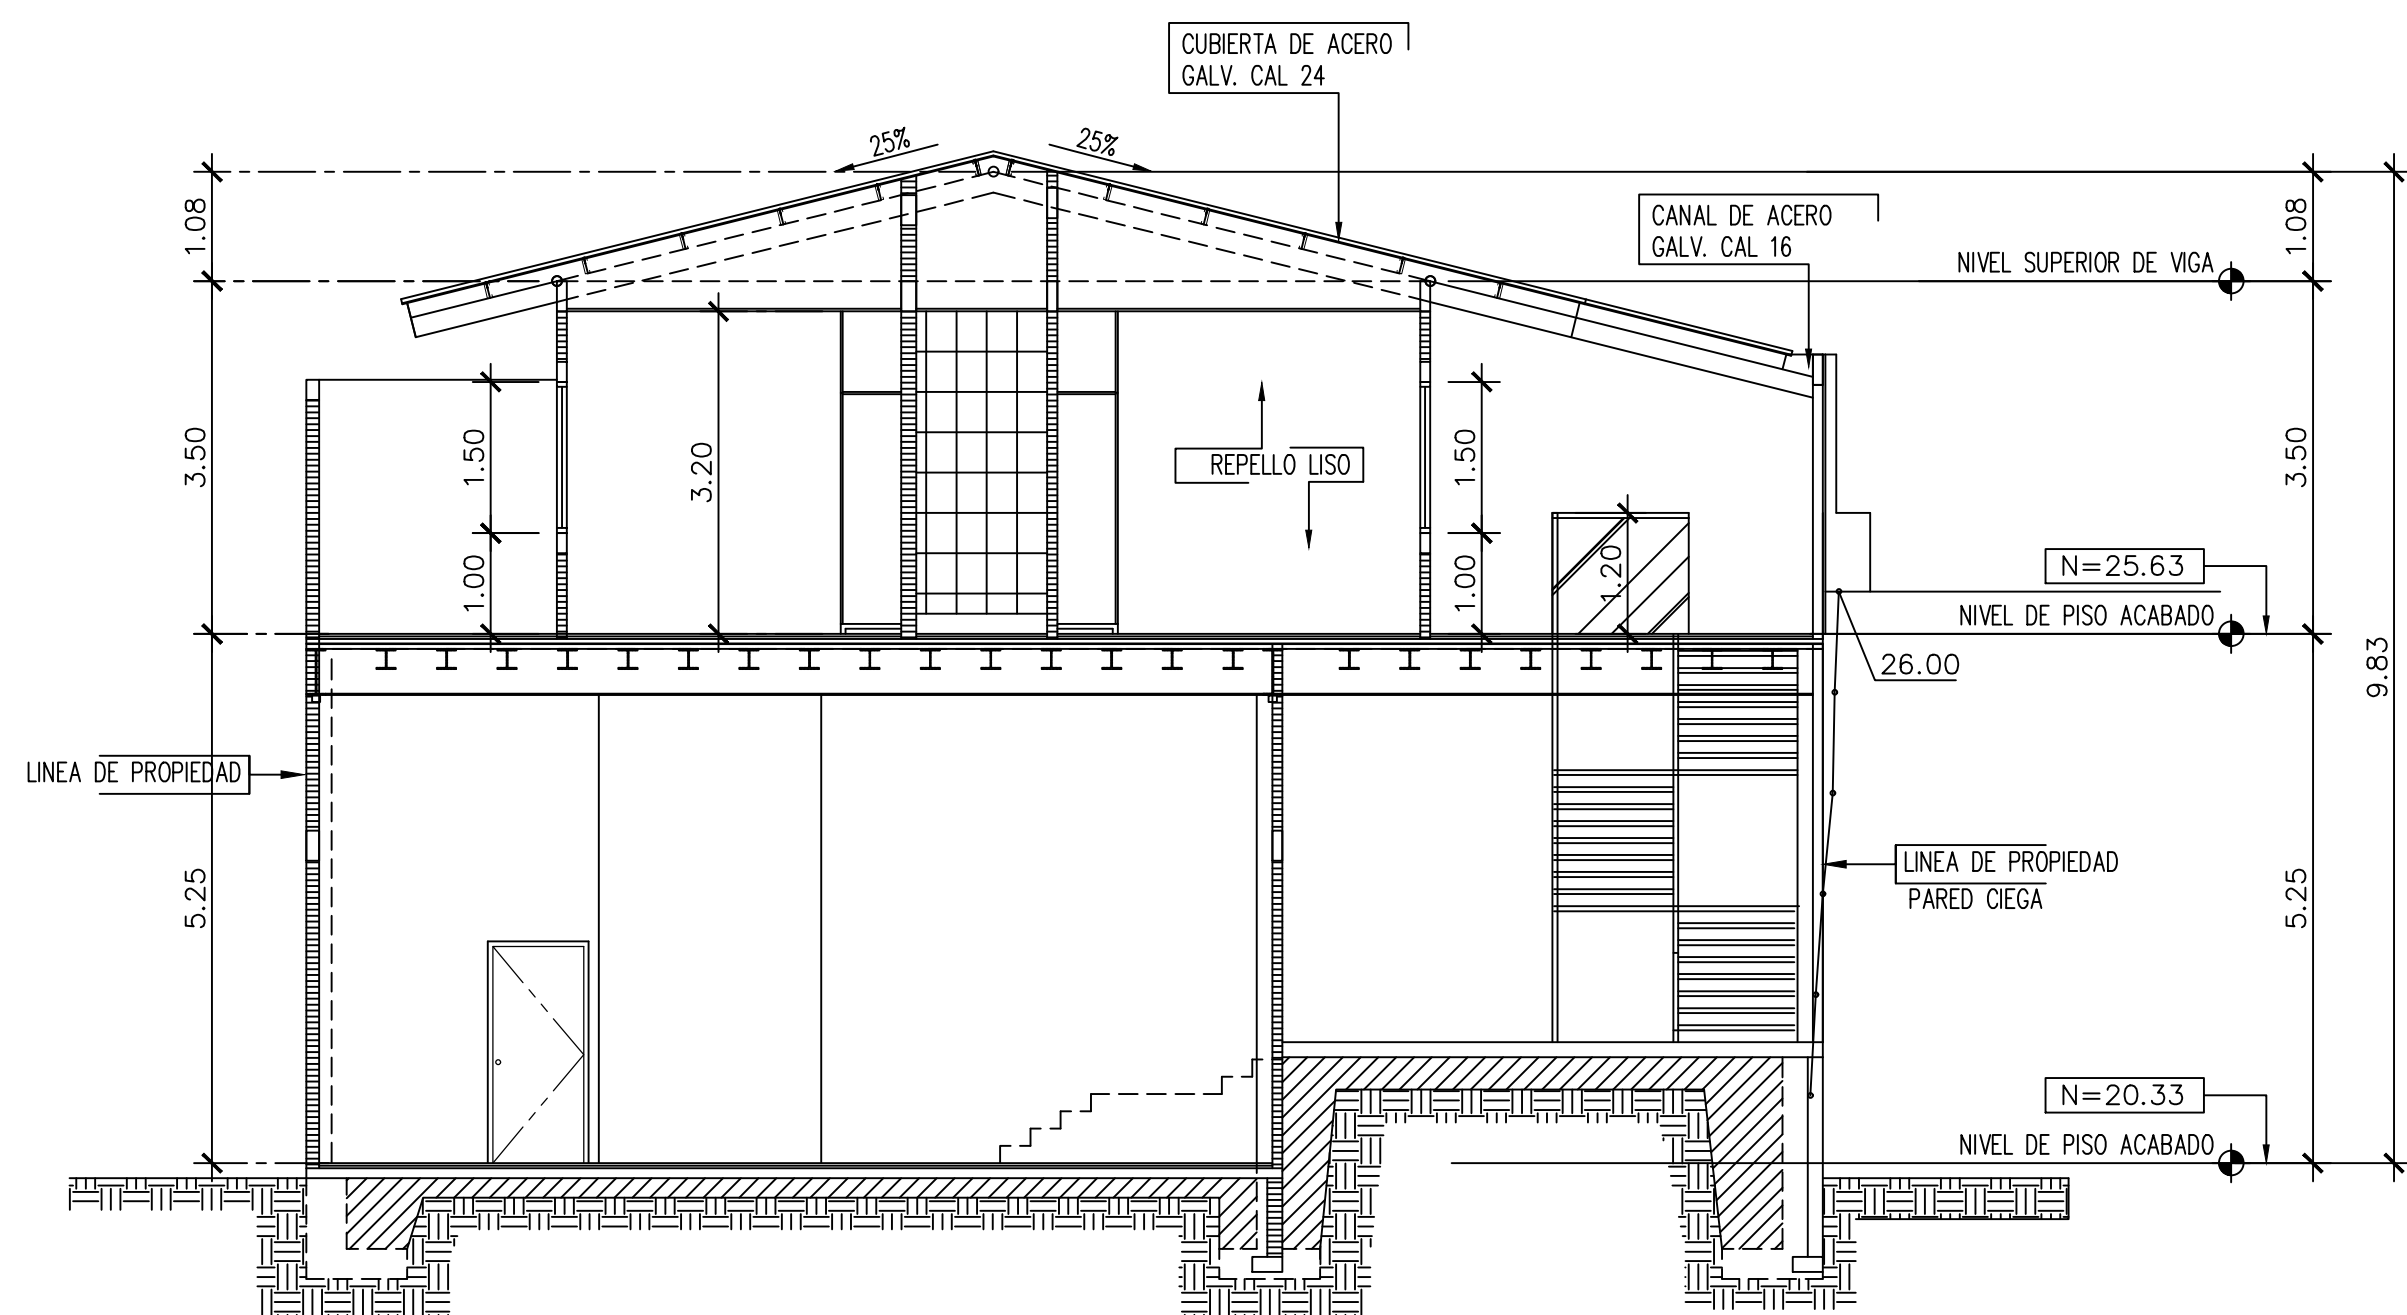 CUBIERTA DE ACERO
GALV. CAL 24
25%
25%
CANAL DE ACERO
GALV. CAL 16
NIVEL SUPERIOR DE VIGA
1.08
1.08
3.50
1.50
1.00
3.20
REPELLO LISO
1.50
1.00
1.20
3.50
N=25.63
NIVEL DE PISO ACABADO
26.00
9.83
LINEA DE PROPIEDAD
5.25
LINEA DE PROPIEDAD
PARED CIEGA
5.25
N=20.33
NIVEL DE PISO ACABADO